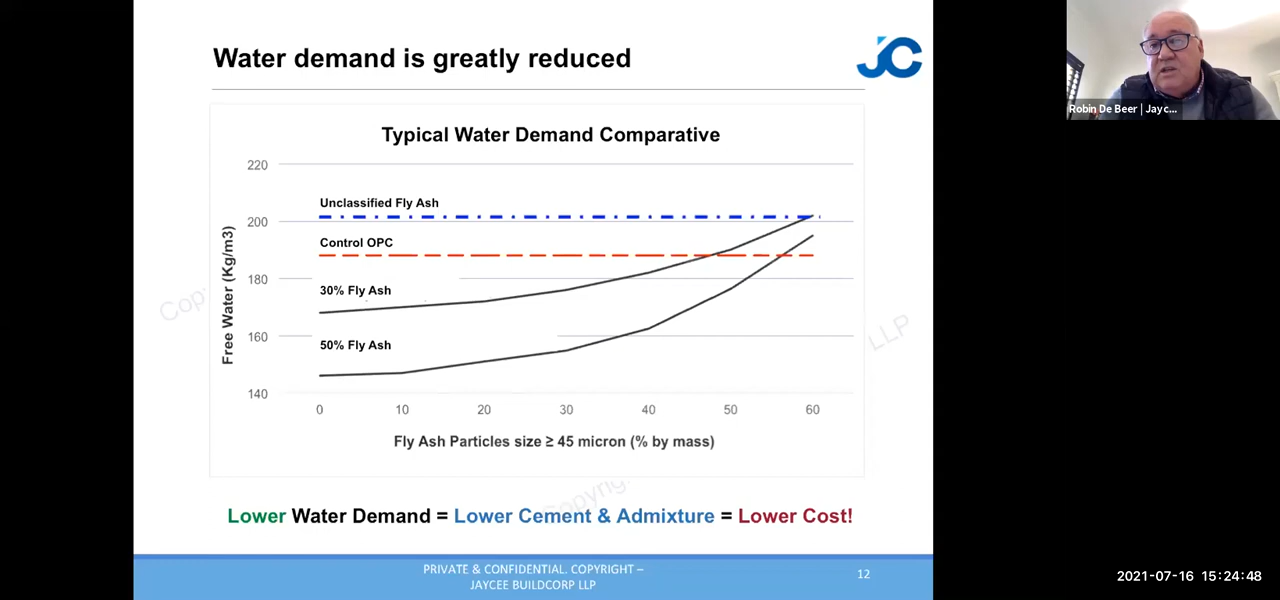 Water demand is greatly reduced
JC
Typical Water Demand Comparative
220
200
180
160
140
Free Water (Kg/m3)
Unclassified Fly Ash
Control OPC
30% Fly Ash
50% Fly Ash
0 10 20 30 40 50 60
Fly Ash Particles size ≥ 45 micron (% by mass)
Lower Water Demand = Lower Cement & Admixture = Lower Cost!
PRIVATE & CONFIDENTIAL. COPYRIGHT –
JAYCEE BUILDCORP LLP
12
Robin De Beer | Jayc...
2021-07-16 15:24:48
LLP